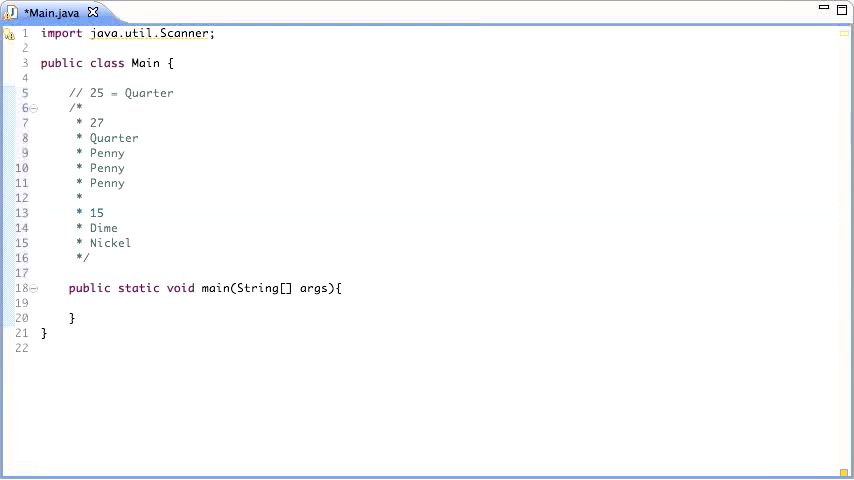 *Main.java
1 import java.util.Scanner;
2
3 public class Main {
4
5 // 25 = Quarter
6 /*
7 * 27
8 * Quarter
9 * Penny
10 * Penny
11 * Penny
12 *
13 * 15
14 * Dime
15 * Nickel
16 */
17
18 public static void main(String[] args){
19
20 }
21 }
22